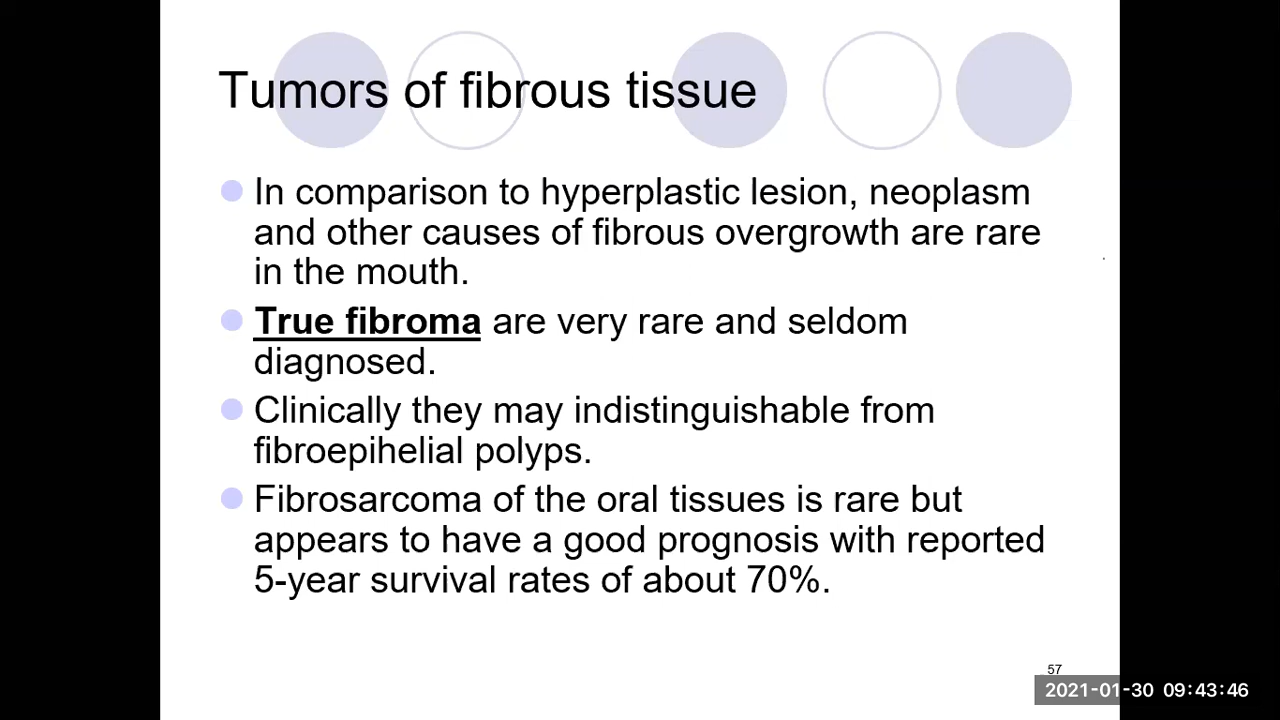 Tumors of fibrous tissue
In comparison to hyperplastic lesion, neoplasm
and other causes of fibrous overgrowth are rare
in the mouth.
True fibroma are very rare and seldom
diagnosed.
Clinically they may indistinguishable from
fibroepihelial polyps.
Fibrosarcoma of the oral tissues is rare but
appears to have a good prognosis with reported
5-year survival rates of about 70%.
57
2021-01-30 09:43:46